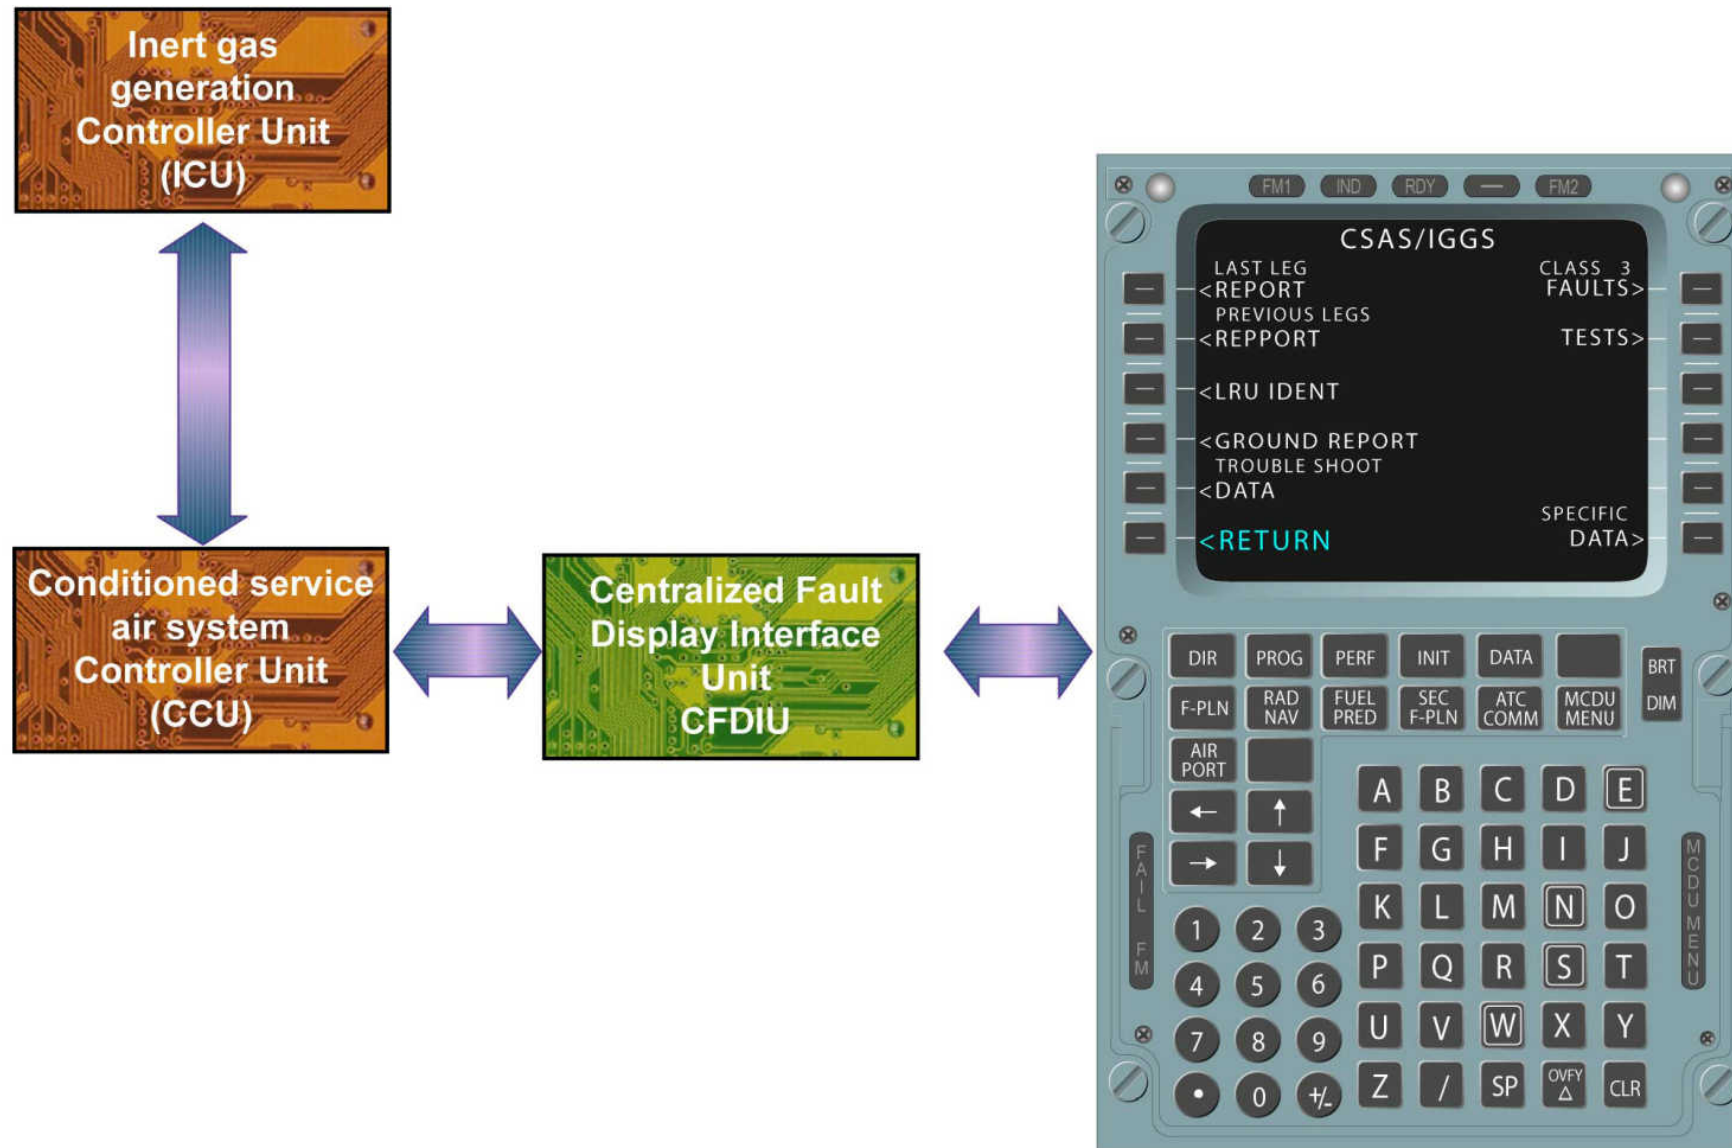 Inert gas
generation
Controller Unit
(ICU)
Conditioned service
air system
Controller Unit
(CCU)
Centralized Fault
Display Interface
Unit
CFDIU
FM1 IND RDY — FM2
CSAS/IGGS
LAST LEG CLASS 3
<REPORT FAULTS>
PREVIOUS LEGS
<REPPORT TESTS>
<LRU IDENT
<GROUND REPORT
TROUBLE SHOOT
<DATA
SPECIFIC
<RETURN DATA>
DIR PROG PERF INIT DATA
BRT
DIM
F-PLN
RAD
NAV
FUEL
PRED
SEC
F-PLN
ATC
COMM
MCDU
MENU
AIR
PORT
← ↑
→ ↓
A B C D E
F G H I J
K L M N O
P Q R S T
U V W X Y
Z / SP OVFY Δ CLR
1 2 3
4 5 6
7 8 9
. 0 +/-
FAIL FM
MCDU MENU